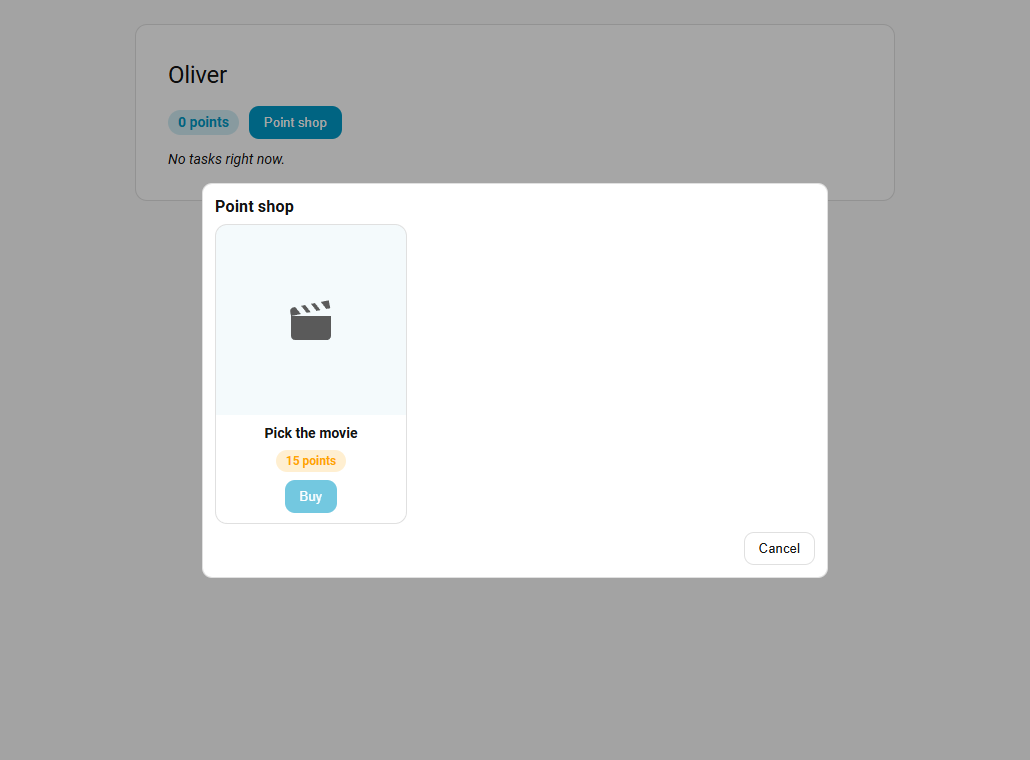 Oliver
0 points
Point shop
No tasks right now.
Point shop
Pick the movie
15 points
Buy
Cancel